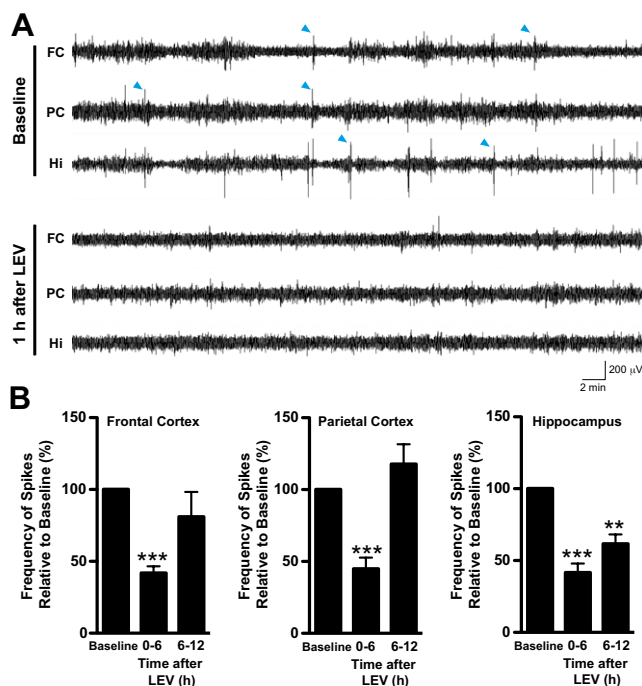 A
Baseline
FC
PC
Hi
1 h after LEV
FC
PC
Hi
200 μV
2 min
B
Frontal Cortex
Frequency of Spikes
Relative to Baseline (%)
150
100
50
0
***
Baseline 0-6 6-12
Time after
LEV (h)
Parietal Cortex
Frequency of Spikes
Relative to Baseline (%)
150
100
50
0
***
Baseline 0-6 6-12
Time after
LEV (h)
Hippocampus
Frequency of Spikes
Relative to Baseline (%)
150
100
50
0
***
**
Baseline 0-6 6-12
Time after
LEV (h)